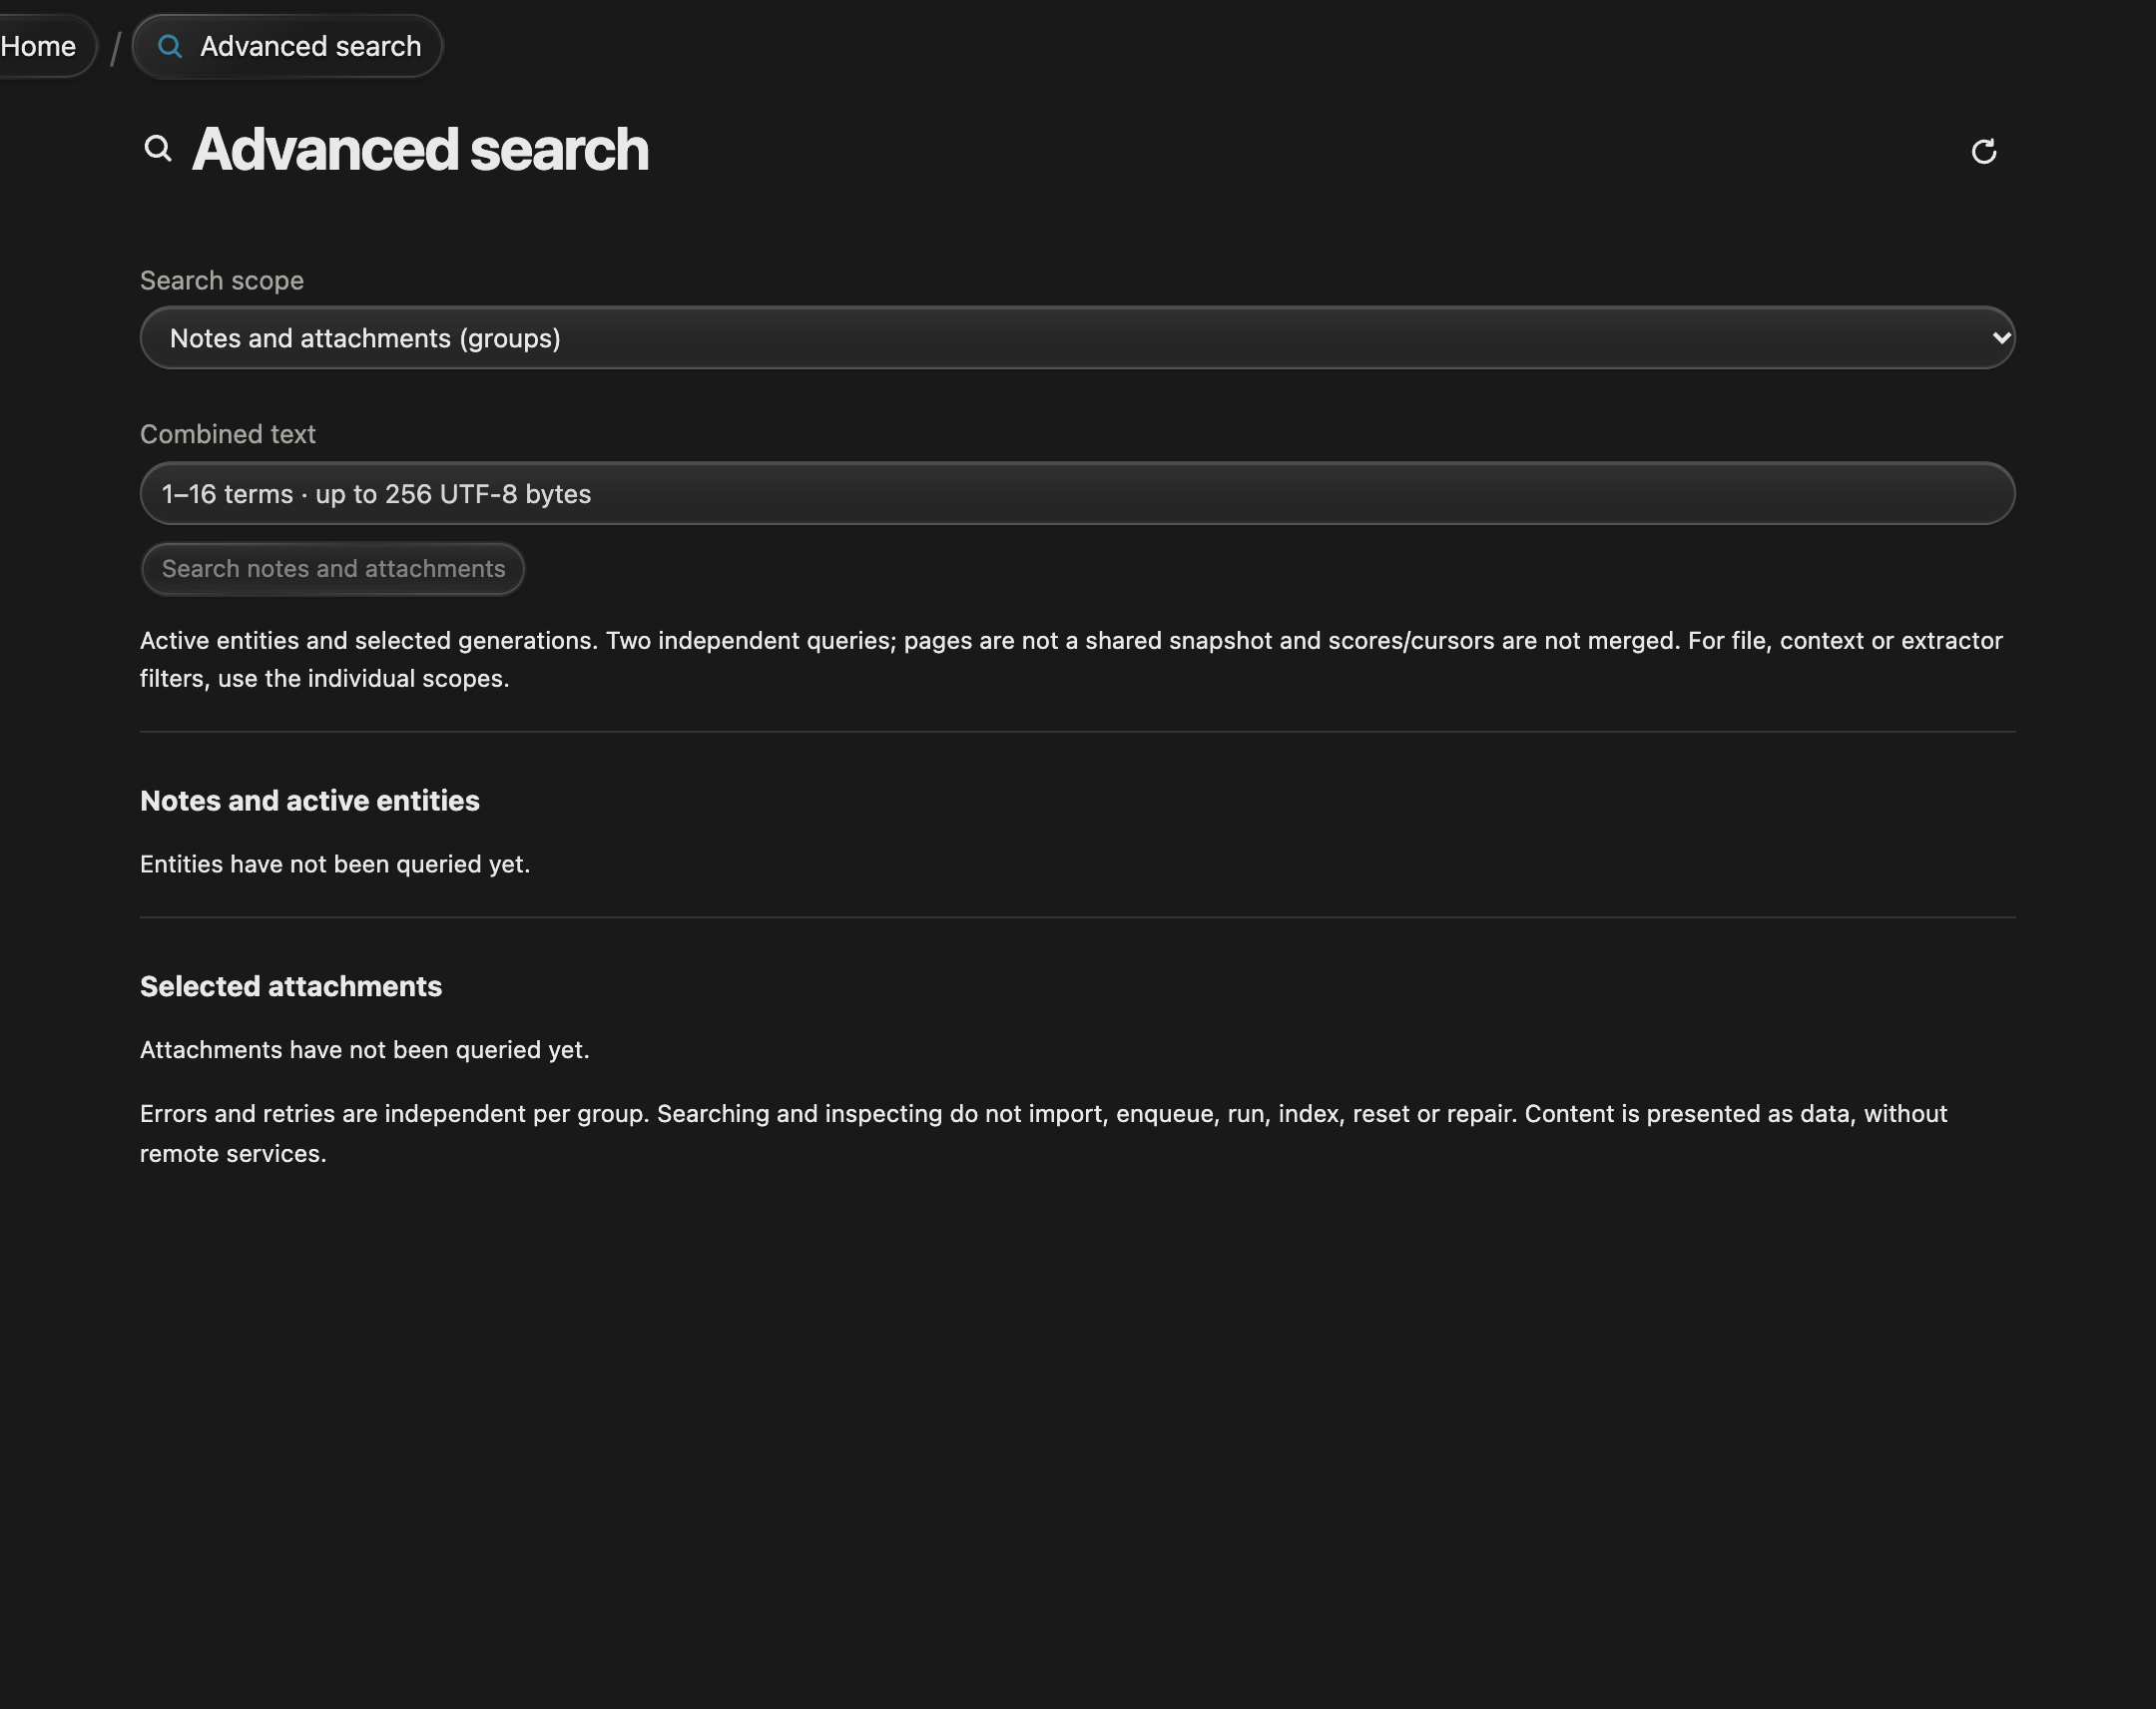 Home / Advanced search
Advanced search
Search scope
Notes and attachments (groups)
Combined text
1–16 terms · up to 256 UTF-8 bytes
Search notes and attachments
Active entities and selected generations. Two independent queries; pages are not a shared snapshot and scores/cursors are not merged. For file, context or extractor
filters, use the individual scopes.
Notes and active entities
Entities have not been queried yet.
Selected attachments
Attachments have not been queried yet.
Errors and retries are independent per group. Searching and inspecting do not import, enqueue, run, index, reset or repair. Content is presented as data, without
remote services.